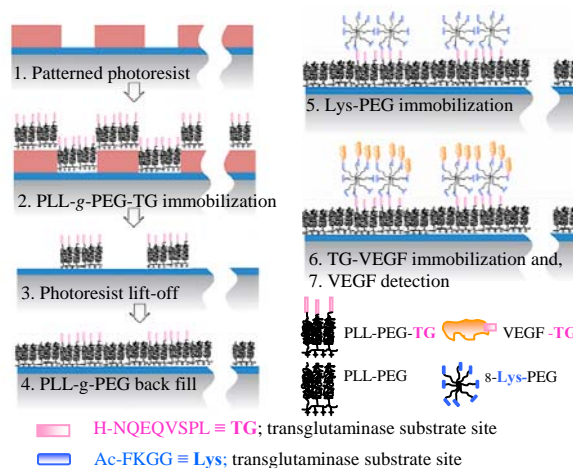 1. Patterned photoresist
2. PLL-g-PEG-TG immobilization
3. Photoresist lift-off
4. PLL-g-PEG back fill
5. Lys-PEG immobilization
6. TG-VEGF immobilization and,
7. VEGF detection
PLL-PEG-TG
VEGF -TG
PLL-PEG
8-Lys-PEG
H-NQEQVSPL ≡ TG; transglutaminase substrate site
Ac-FKGG ≡ Lys; transglutaminase substrate site